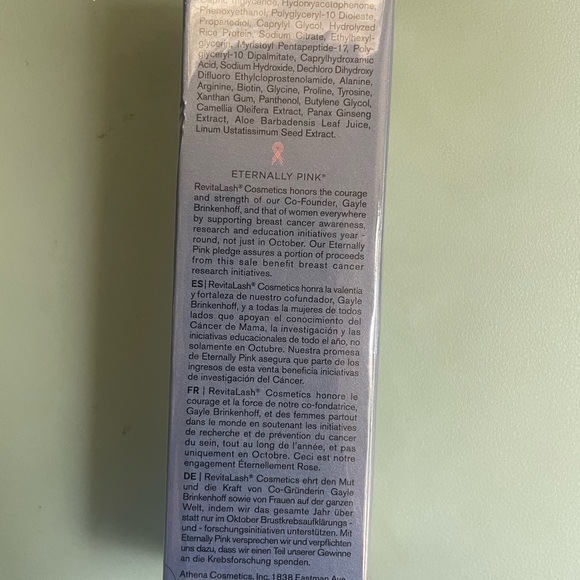 Capric Triglyceride, Hydroxyacetophenone,
Phenoxyethanol, Polyglyceryl-10 Dioleate,
Propanediol, Caprylyl Glycol, Hydrolyzed
Rice Protein, Sodium Citrate, Ethylhexyl-
glycerin, Myristoyl Pentapeptide-17, Poly-
glyceryl-10 Dipalmitate, Caprylhydroxamic
Acid, Sodium Hydroxide, Dechloro Dihydroxy
Difluoro Ethylcloprostenolamide, Alanine,
Arginine, Biotin, Glycine, Proline, Tyrosine,
Xanthan Gum, Panthenol, Butylene Glycol,
Camellia Oleifera Extract, Panax Ginseng
Extract, Aloe Barbadensis Leaf Juice,
Linum Usitatissimum Seed Extract.
ETERNALLY PINK®
RevitaLash® Cosmetics honors the courage
and strength of our Co-Founder, Gayle
Brinkenhoff, and that of women everywhere
by supporting breast cancer awareness,
research and education initiatives year -
round, not just in October. Our Eternally
Pink pledge assures a portion of proceeds
from this sale benefit breast cancer
research initiatives.
ES| RevitaLash® Cosmetics honra la valentía
y fortaleza de nuestro cofundador, Gayle
Brinkenhoff, y a todas la mujeres de todos
lados que apoyan el conocimiento del
Cáncer de Mama, la investigación y las
iniciativas educacionales de todo el año, no
solamente en Octubre. Nuestra promesa
de Eternally Pink asegura que parte de los
ingresos de esta venta beneficia iniciativas
de investigación del Cáncer.
FR | RevitaLash® Cosmetics honore le
courage et la force de notre co-fondatrice,
Gayle Brinkenhoff, et des femmes partout
dans le monde en soutenant les initiatives
de recherche et de prévention du cancer
du sein, tout au long de l'année, et pas
uniquement en Octobre. Ceci est notre
engagement Éternellement Rose.
DE | RevitaLash® Cosmetics ehrt den Mut
und die Kraft von Co-Gründerin Gayle
Brinkenhoff sowie von Frauen auf der ganzen
Welt, indem wir das gesamte Jahr über -
statt nur im Oktober Brustkrebsaufklärungs -
und - forschungsinitiativen unterstützen. Mit
Eternally Pink versprechen wir und verpflichten
uns dazu, dass wir einen Teil unserer Gewinne
an die Krebsforschung spenden.
Athena Cosmetics, Inc. 1838 Eastman Ave.